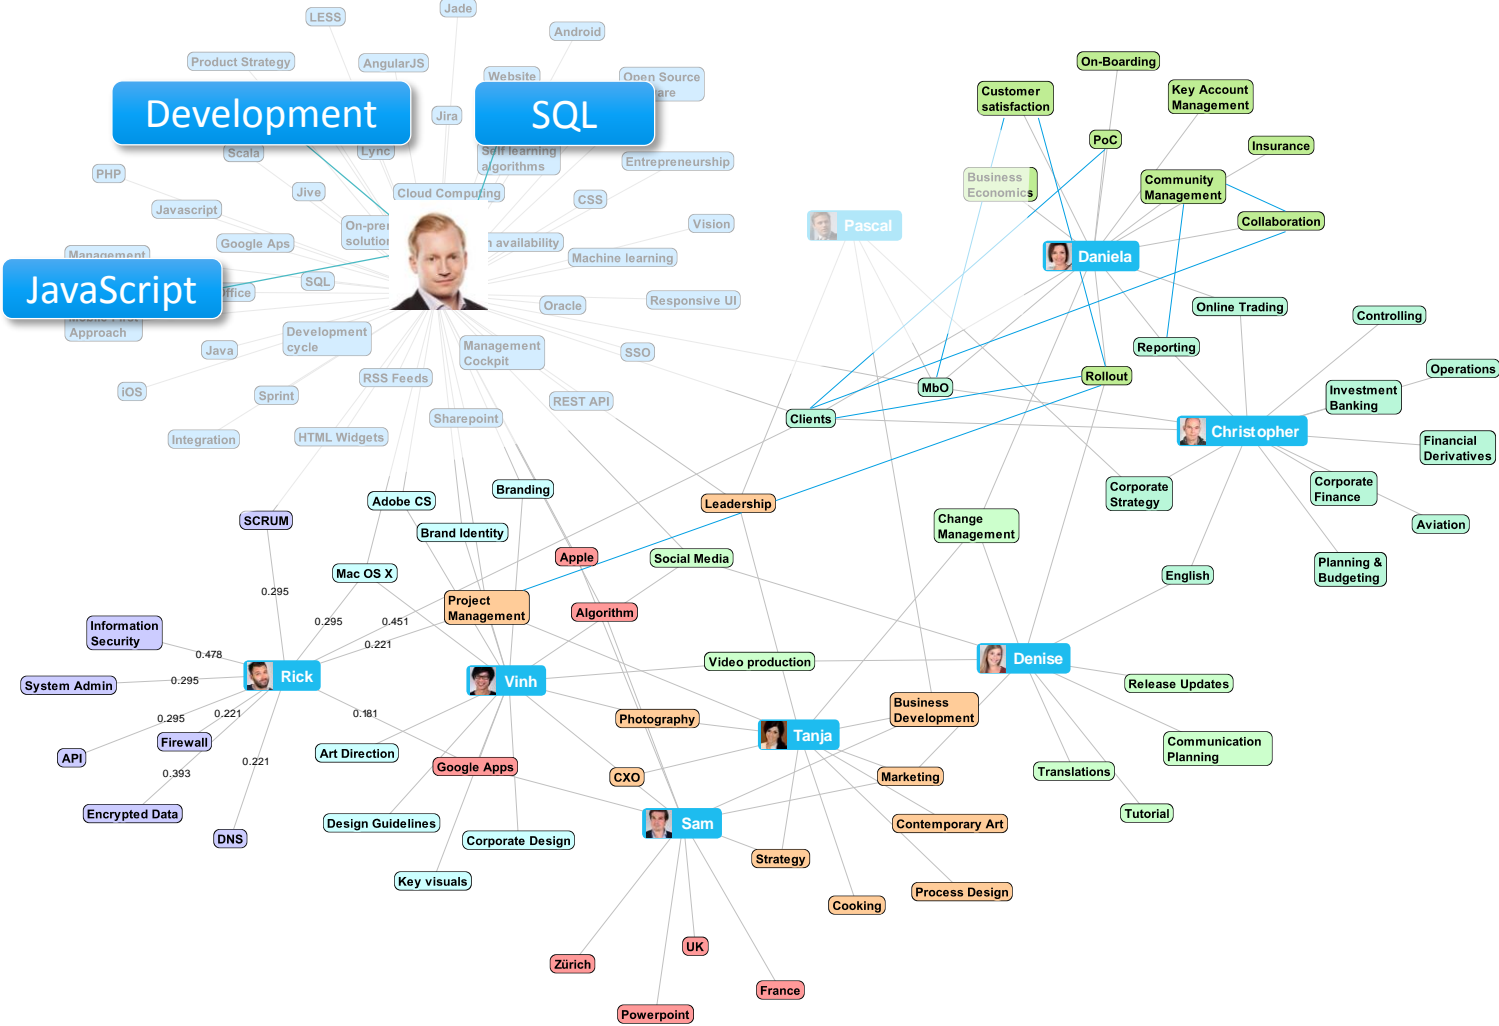 Jade
LESS
Android
Product Strategy
AngularJS
Website
Open Source
On-Boarding
Customer
satisfaction
Key Account
Management
Development
SQL
Jira
PoC
Insurance
Scala
Lync
Self learning
algorithms
Entrepreneurship
PHP
Jive
Cloud Computing
CSS
Business
Economics
Community
Management
Javascript
On-pre
solution
Vision
Pascal
Collaboration
Google Aps
availability
Machine learning
Daniela
Management
JavaScript
SQL
Oracle
Responsive UI
Online Trading
Controlling
Approach
Development
cycle
Java
Management
Cockpit
SSO
Reporting
RSS Feeds
Rollout
Operations
iOS
Sprint
REST API
MbO
Investment
Banking
Integration
HTML Widgets
Sharepoint
Clients
Christopher
Financial
Derivatives
Adobe CS
Branding
Leadership
Corporate
Strategy
Corporate
Finance
SCRUM
Brand Identity
Change
Management
Aviation
Apple
Social Media
Mac OS X
English
Planning &
Budgeting
0.295
Project
Management
Algorithm
0.295
0.451
Information
Security
0.221
0.478
Video production
Denise
System Admin
0.295
Rick
Vinh
Release Updates
0.295
0.221
0.181
Photography
Business
Development
API
Firewall
Art Direction
Tanja
Communication
Planning
0.393
0.221
Google Apps
CXO
Marketing
Translations
Encrypted Data
Design Guidelines
Sam
Contemporary Art
Tutorial
DNS
Corporate Design
Strategy
Key visuals
Process Design
Cooking
UK
Zürich
France
Powerpoint